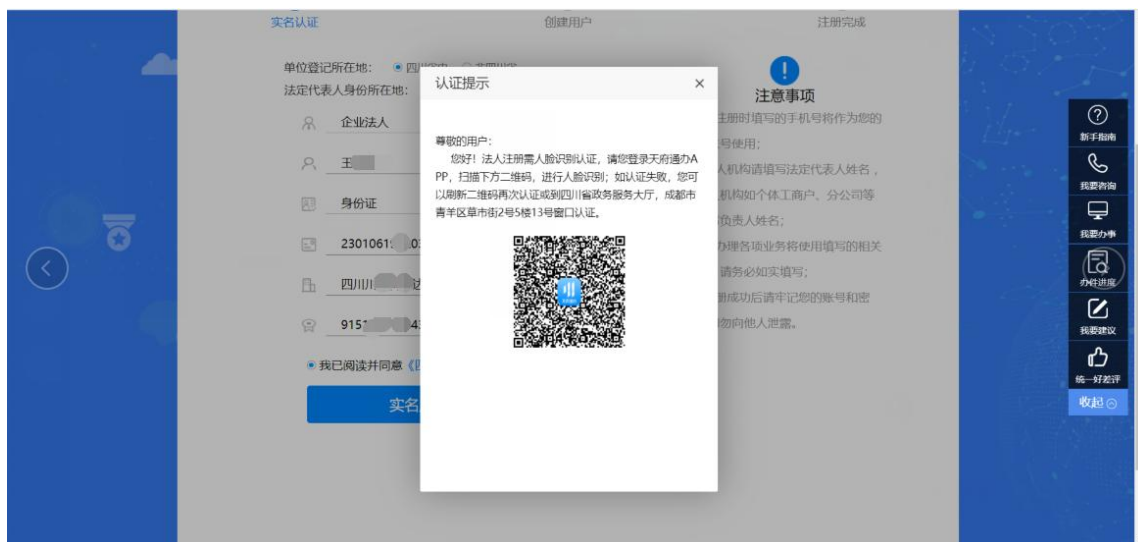 实名认证
创建用户
注册完成
单位登记所在地：
法定代表人身份所在地：
企业法人
王
身份证
2301061
四川川
915
我已阅读并同意
实名
认证提示
×
尊敬的用户：
您好！法人注册需人脸识别认证，请您登录天府通办A
PP，扫描下方二维码，进行人脸识别；如认证失败，您可
以刷新二维码再次认证或到四川省政务服务大厅，成都市
青羊区草市街2号5楼13号窗口认证。
注意事项
注册时填写的手机号将作为您的
号使用；
人机构请填写法定代表人姓名，
机构如个体工商户、分公司等
负责人姓名；
办理各项业务将使用填写的相关
请务必如实填写；
册成功后请牢记您的账号和密
勿向他人泄露。
新手指南
我要咨询
我要办事
办件进度
我要建议
统一好差评
收起